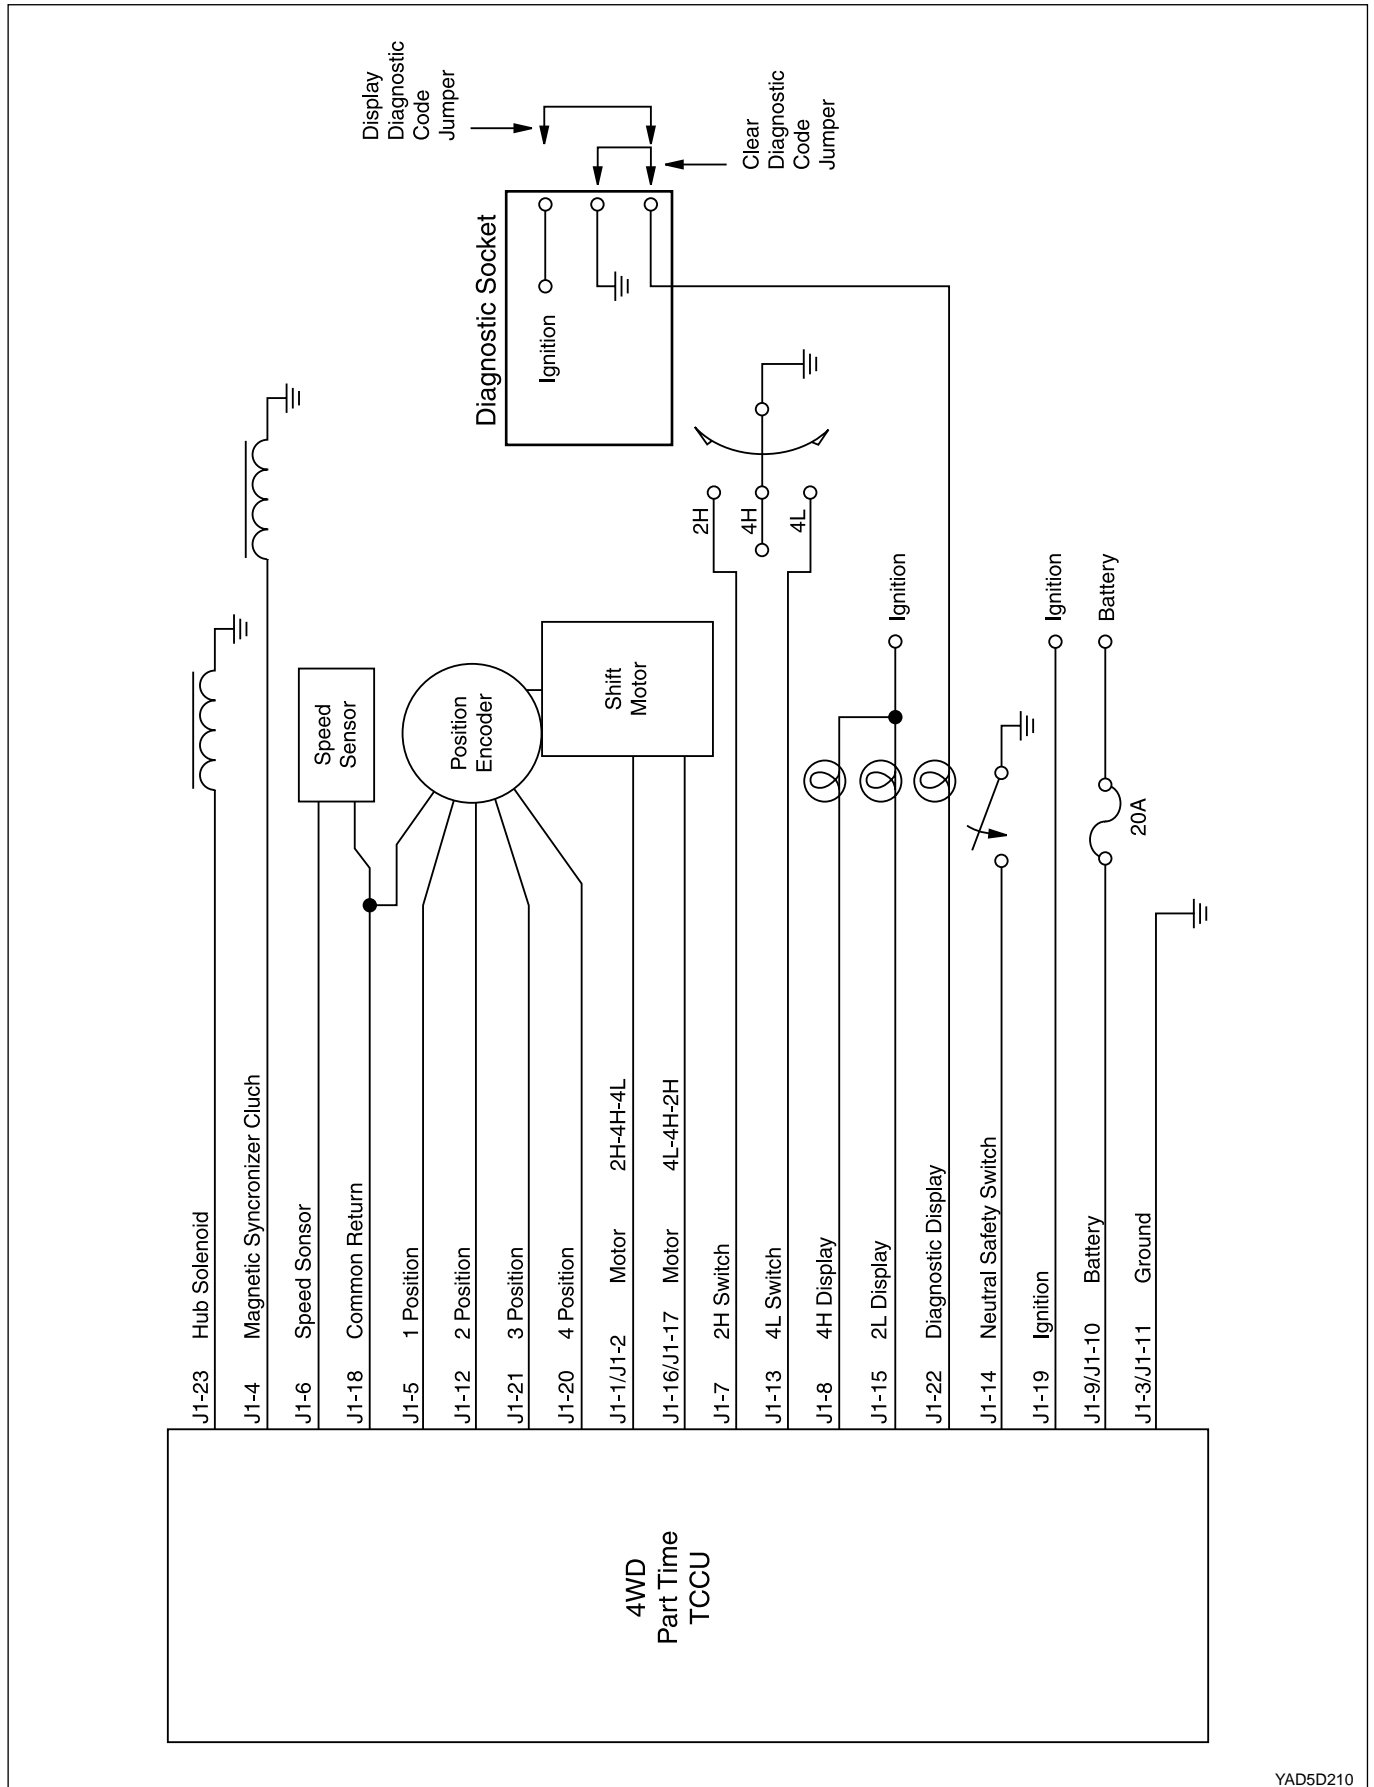 Display
Diagnostic
Code
Jumper
Clear
Diagnostic
Code
Jumper
Diagnostic Socket
Ignition
2H
4H
4L
Speed
Sensor
Position
Encoder
Shift
Motor
Ignition
Ignition
Battery
20A
J1-23 Hub Solenoid
J1-4 Magnetic Syncronizer Cluch
J1-6 Speed Sonsor
J1-18 Common Return
J1-5 1 Position
J1-12 2 Position
J1-21 3 Position
J1-20 4 Position
J1-1/J1-2 Motor 2H-4H-4L
J1-16/J1-17 Motor 4L-4H-2H
J1-7 2H Switch
J1-13 4L Switch
J1-8 4H Display
J1-15 2L Display
J1-22 Diagnostic Display
J1-14 Neutral Safety Switch
J1-19 Ignition
J1-9/J1-10 Battery
J1-3/J1-11 Ground
4WD
Part Time
TCCU
YAD5D210